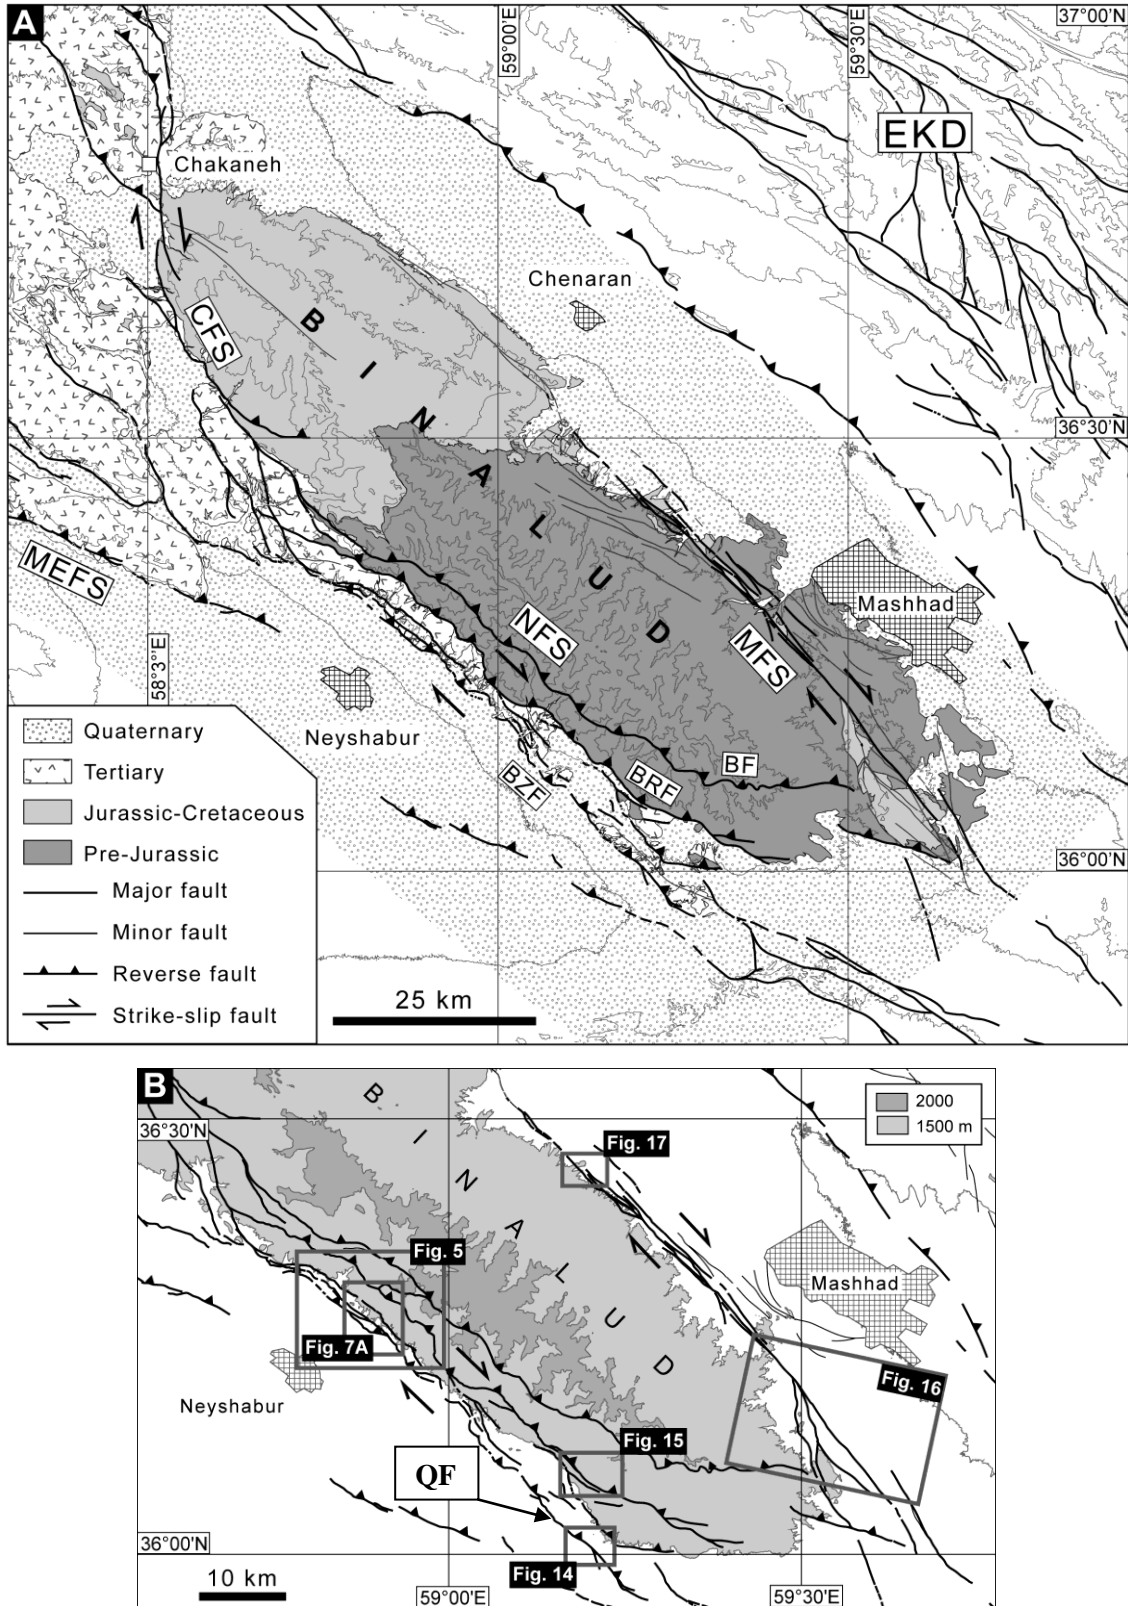 A
59°00'E
59°30'E
37°00'N
EKD
Chakaneh
Chenaran
CFS
B I N A L U D
36°30'N
MEFS
Mashhad
NFS
MFS
58°3°'E
Neyshabur
BZF
BRF
BF
36°00'N
Quaternary
Tertiary
Jurassic-Cretaceous
Pre-Jurassic
Major fault
Minor fault
Reverse fault
Strike-slip fault
25 km
B
2000
1500 m
36°30'N
B I N A L U D
Fig. 17
Fig. 5
Mashhad
Fig. 7A
Fig. 16
Neyshabur
Fig. 15
QF
36°00'N
Fig. 14
10 km
59°00'E
59°30'E